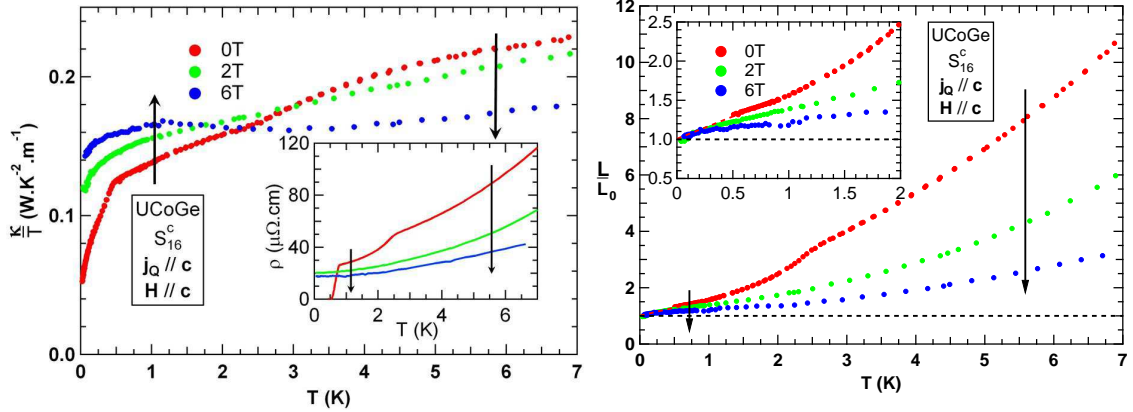 0T
2T
6T
κ/T (W.K⁻².m⁻¹)
0.2
0.1
0.0
UCoGe
S₁₆ᶜ
j_Q // c
H // c
120
80
40
0
ρ (μΩ.cm)
0 2 4 6
T (K)
0 1 2 3 4 5 6 7
T (K)
12
10
8
6
4
2
0
L/L₀
2.5
2.0
1.5
1.0
0.5
0 0.5 1 1.5 2
0T
2T
6T
UCoGe
S₁₆ᶜ
j_Q // c
H // c
0 1 2 3 4 5 6 7
T (K)